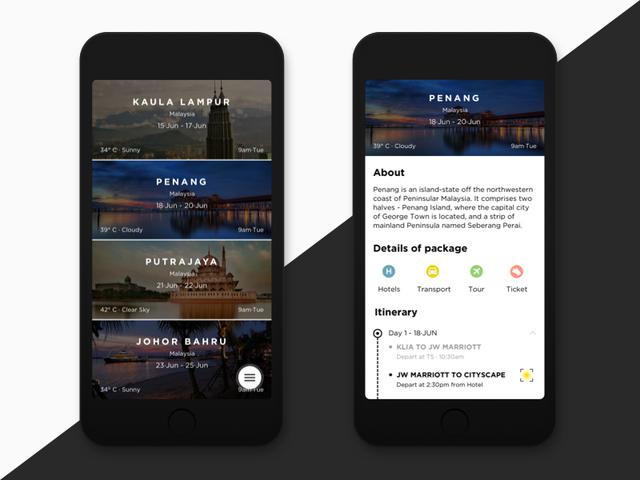 KAULA LAMPUR
Malaysia
15·Jun - 17·Jun
34° C · Sunny
9am·Tue
PENANG
Malaysia
18·Jun - 20·Jun
39° C · Cloudy
9am·Tue
PUTRAJAYA
Malaysia
21·Jun - 22·Jun
42° C · Clear Sky
9am·Tue
JOHOR BAHRU
Malaysia
23·Jun - 25·Jun
34° C · Sunny
PENANG
Malaysia
18·Jun - 20·Jun
39° C · Cloudy
9am·Tue
About
Penang is an island-state off the northwestern
coast of Peninsular Malaysia. It comprises two
halves - Penang Island, where the capital city
of George Town is located, and a strip of
mainland Peninsula named Seberang Perai.
Details of package
H
Hotels
Transport
Tour
Ticket
Itinerary
Day 1 - 18·JUN
KLIA TO JW MARRIOTT
Depart at T5 · 10:30am
JW MARRIOTT TO CITYSCAPE
Depart at 2:30pm from Hotel